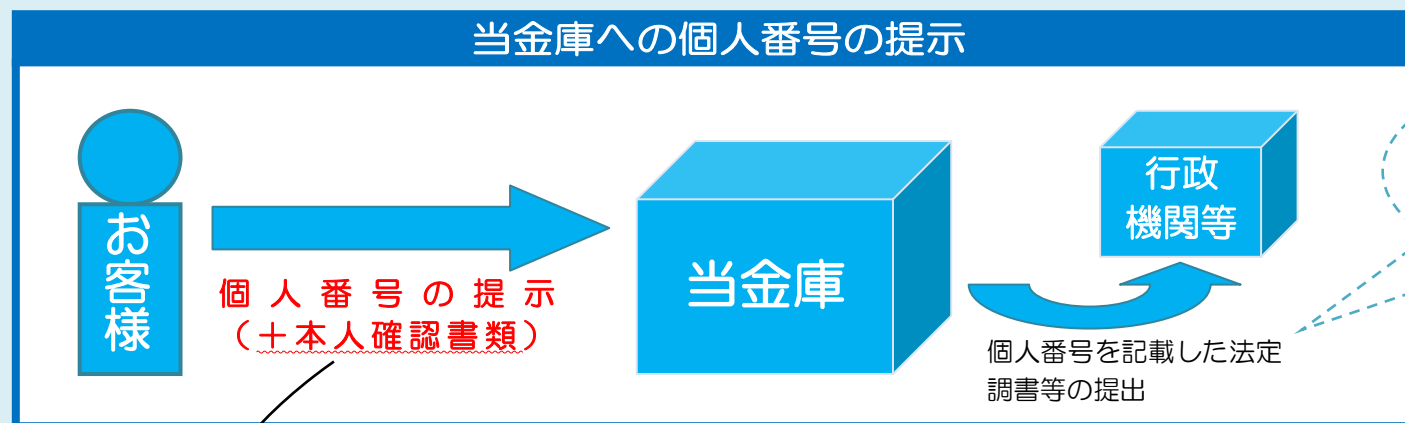 当金庫への個人番号の提示
お客様
個人番号の提示
（＋本人確認書類）
当金庫
行政
機関等
個人番号を記載した法定
調書等の提出